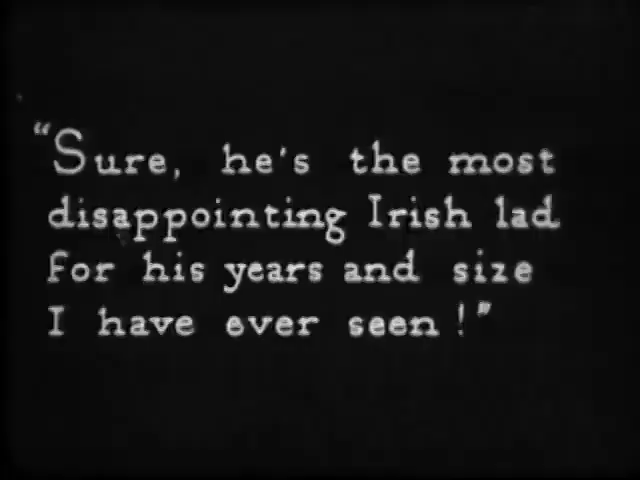 "Sure, he's the most
disappointing Irish lad
for his years and size
I have ever seen!"